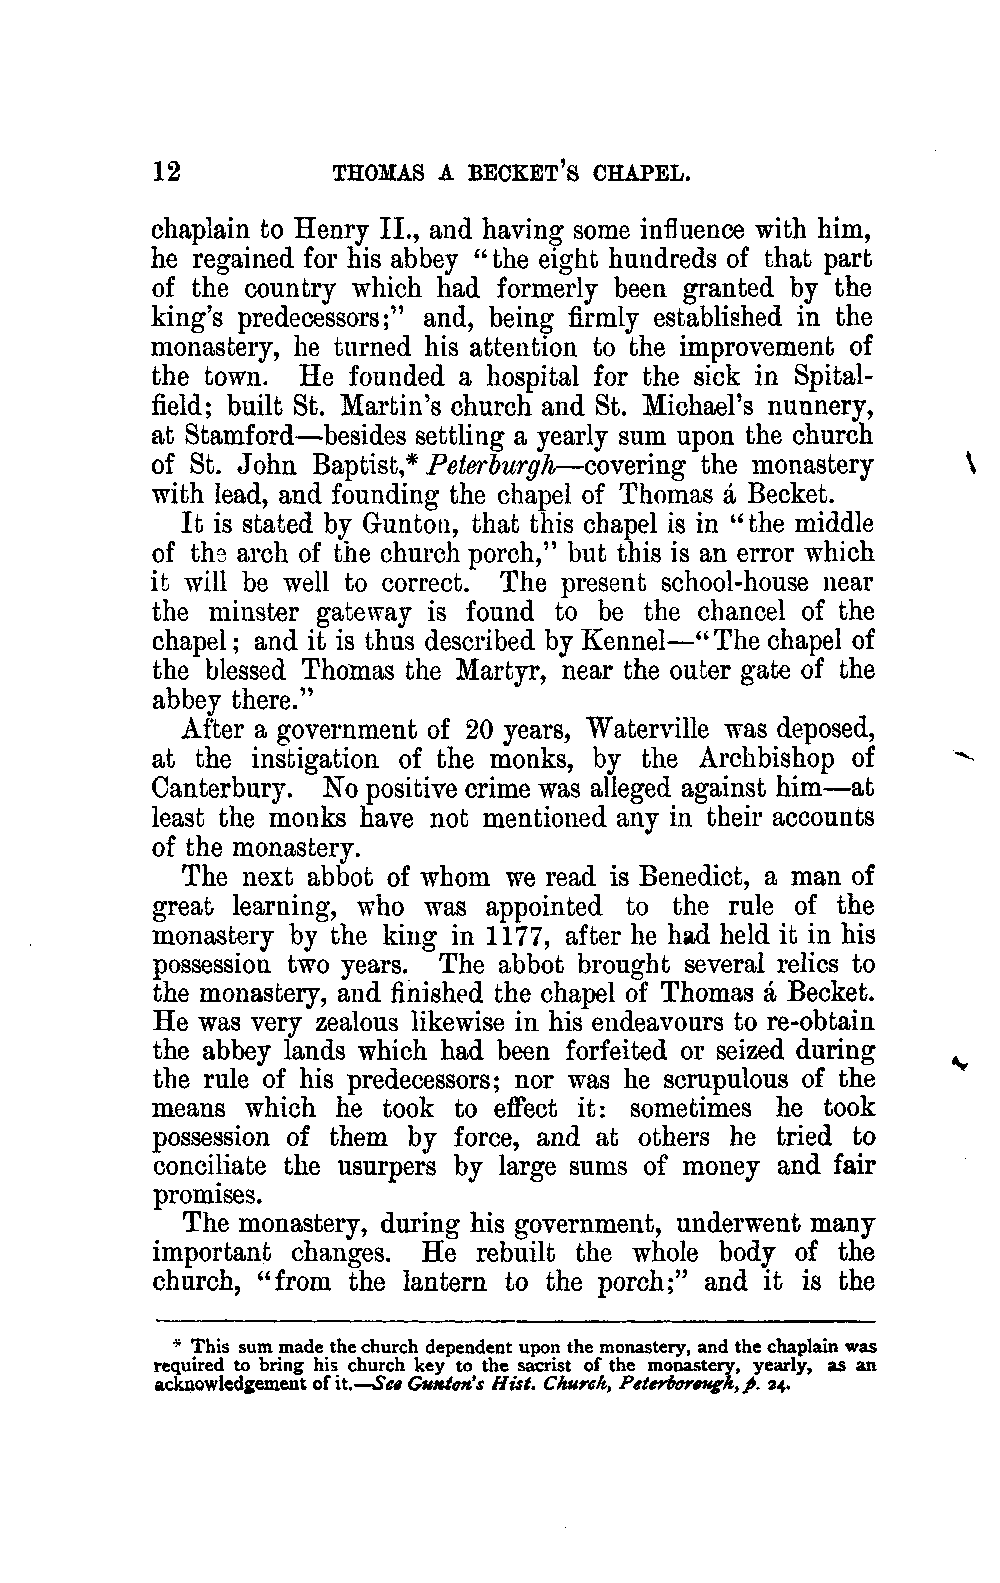 12 THOMAS A BECKET'S CHAPEL.
chaplain to Henry II., and having some influence with him,
he regained for his abbey “the eight hundreds of that part
of the country which had formerly been granted by the
king's predecessors;” and, being firmly established in the
monastery, he turned his attention to the improvement of
the town. He founded a hospital for the sick in Spital-
field; built St. Martin's church and St. Michael's nunnery,
at Stamford—besides settling a yearly sum upon the church
of St. John Baptist,* Peterburgh—covering the monastery
with lead, and founding the chapel of Thomas á Becket.
It is stated by Gunton, that this chapel is in “the middle
of the arch of the church porch,” but this is an error which
it will be well to correct. The present school-house near
the minster gateway is found to be the chancel of the
chapel; and it is thus described by Kennel—“The chapel of
the blessed Thomas the Martyr, near the outer gate of the
abbey there.”
After a government of 20 years, Waterville was deposed,
at the instigation of the monks, by the Archbishop of
Canterbury. No positive crime was alleged against him—at
least the monks have not mentioned any in their accounts
of the monastery.
The next abbot of whom we read is Benedict, a man of
great learning, who was appointed to the rule of the
monastery by the king in 1177, after he had held it in his
possession two years. The abbot brought several relics to
the monastery, and finished the chapel of Thomas á Becket.
He was very zealous likewise in his endeavours to re-obtain
the abbey lands which had been forfeited or seized during
the rule of his predecessors; nor was he scrupulous of the
means which he took to effect it: sometimes he took
possession of them by force, and at others he tried to
conciliate the usurpers by large sums of money and fair
promises.
The monastery, during his government, underwent many
important changes. He rebuilt the whole body of the
church, “from the lantern to the porch;” and it is the
* This sum made the church dependent upon the monastery, and the chaplain was
required to bring his church key to the sacrist of the monastery, yearly, as an
acknowledgement of it.—See Gunton's Hist. Church, Peterborough, p. 24.